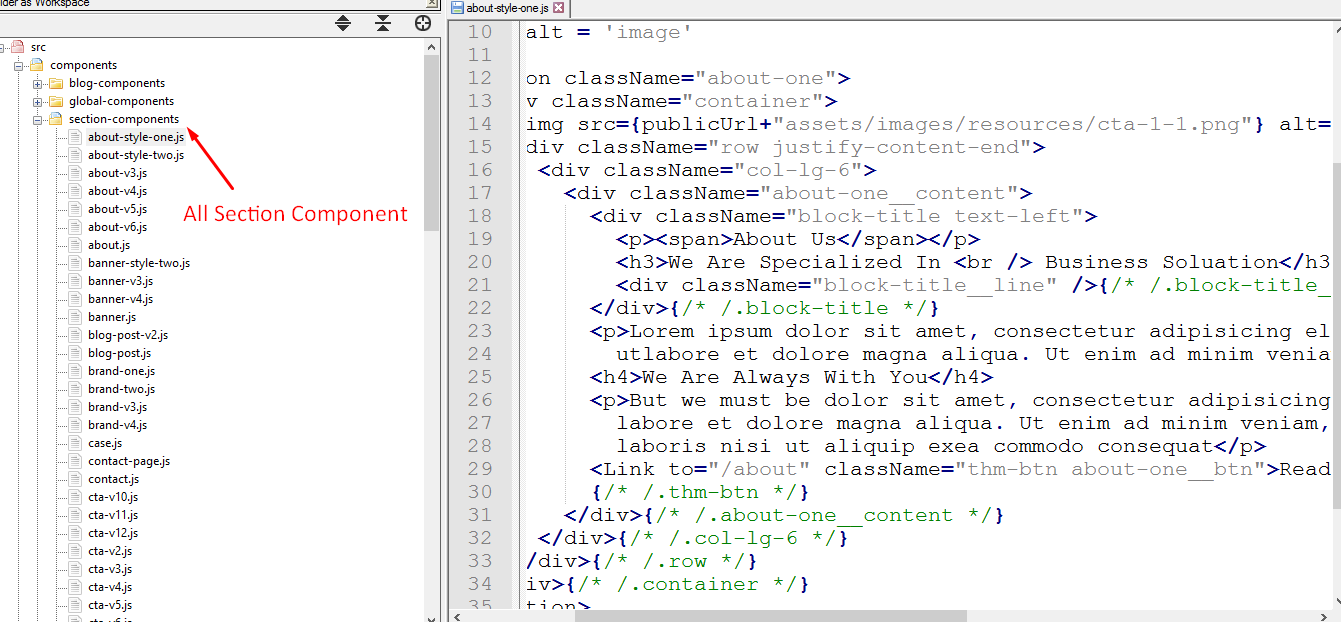 lder as Workspace
src
components
blog-components
global-components
section-components
about-style-one.js
about-style-two.js
about-v3.js
about-v4.js
about-v5.js
about-v6.js
about.js
banner-style-two.js
banner-v3.js
banner-v4.js
banner.js
blog-post-v2.js
blog-post.js
brand-one.js
brand-two.js
brand-v3.js
brand-v4.js
case.js
contact-page.js
contact.js
cta-v10.js
cta-v11.js
cta-v12.js
cta-v2.js
cta-v3.js
cta-v4.js
cta-v5.js
All Section Component
about-style-one.js
10 alt = 'image'
11
12 on className="about-one">
13 v className="container">
14 img src={publicUrl+"assets/images/resources/cta-1-1.png"} alt=
15 div className="row justify-content-end">
16 <div className="col-lg-6">
17 <div className="about-one__content">
18 <div className="block-title text-left">
19 <p><span>About Us</span></p>
20 <h3>We Are Specialized In <br /> Business Soluation</h3
21 <div className="block-title__line" />{/* /.block-title_
22 </div>{/* /.block-title */}
23 <p>Lorem ipsum dolor sit amet, consectetur adipisicing el
24 utlabore et dolore magna aliqua. Ut enim ad minim venia
25 <h4>We Are Always With You</h4>
26 <p>But we must be dolor sit amet, consectetur adipisicing
27 labore et dolore magna aliqua. Ut enim ad minim veniam,
28 laboris nisi ut aliquip exea commodo consequat</p>
29 <Link to="/about" className="thm-btn about-one__btn">Read
30 {/* /.thm-btn */}
31 </div>{/* /.about-one__content */}
32 </div>{/* /.col-lg-6 */}
33 /div>{/* /.row */}
34 iv>{/* /.container */}
35 tion>